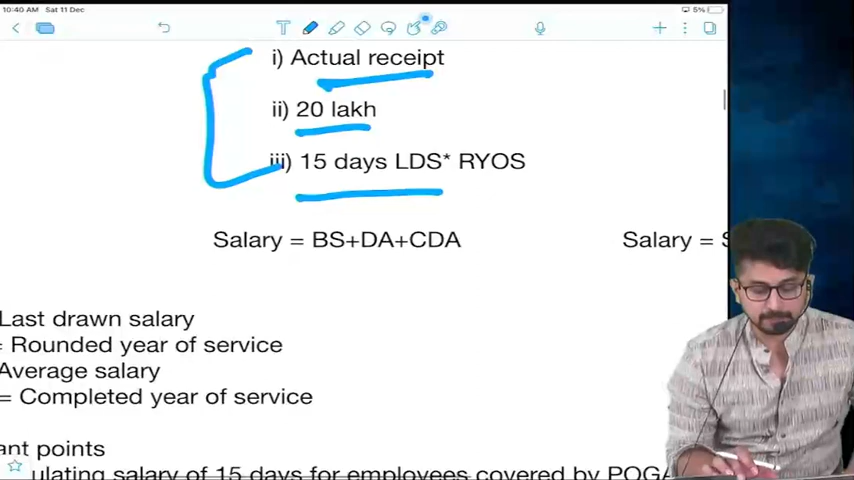 10:40 AM Sat 11 Dec 5%
i) Actual receipt
ii) 20 lakh
iii) 15 days LDS* RYOS
Salary = BS+DA+CDA
Salary =
Last drawn salary
= Rounded year of service
Average salary
= Completed year of service
ant points
ulating salary of 15 days for employees covered by POGA